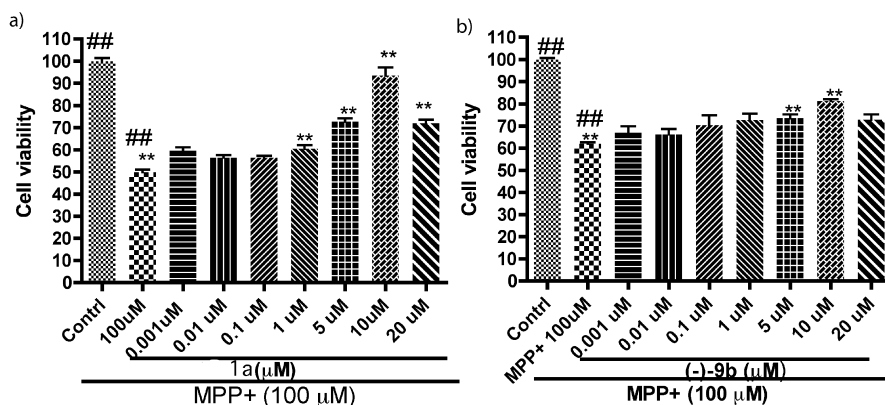 a)
Cell viability
110
100
90
80
70
60
50
40
30
20
10
0
##
##
**
**
**
**
**
Contrl
100uM
0.001uM
0.01 uM
0.1 uM
1 uM
5 uM
10uM
20 uM
1a(μM)
MPP+ (100 μM)
b)
Cell viability
110
100
90
80
70
60
50
40
30
20
10
0
##
##
**
**
**
Contrl
MPP+ 100uM
0.001 uM
0.01 uM
0.1 uM
1 uM
5 uM
10 uM
20 uM
(-)-9b (μM)
MPP+ (100 μM)